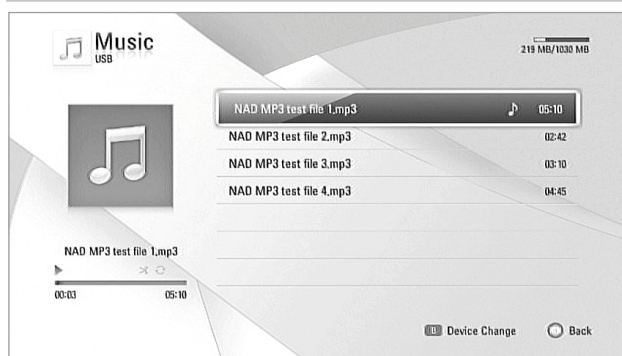 Music
USB
219 MB/1030 MB
NAD MP3 test file 1.mp3 05:10
NAD MP3 test file 2.mp3 02:42
NAD MP3 test file 3.mp3 03:10
NAD MP3 test file 4.mp3 04:45
NAD MP3 test file 1.mp3
00:03 05:10
Device Change Back